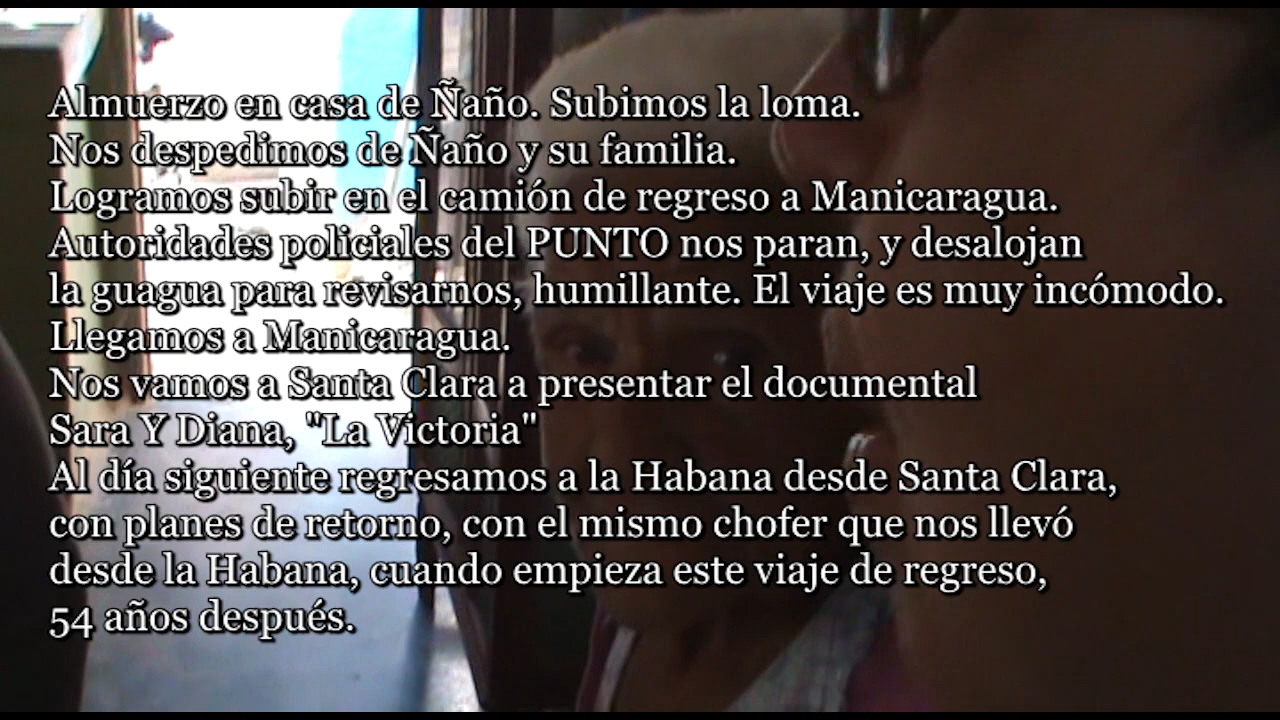 Almuerzo en casa de Ñaño. Subimos la loma.
Nos despedimos de Ñaño y su familia.
Logramos subir en el camión de regreso a Manicaragua.
Autoridades policiales del PUNTO nos paran, y desalojan
la guagua para revisarnos, humillante. El viaje es muy incómodo.
Llegamos a Manicaragua.
Nos vamos a Santa Clara a presentar el documental
Sara Y Diana, "La Victoria"
Al día siguiente regresamos a la Habana desde Santa Clara,
con planes de retorno, con el mismo chofer que nos llevó
desde la Habana, cuando empieza este viaje de regreso,
54 años después.